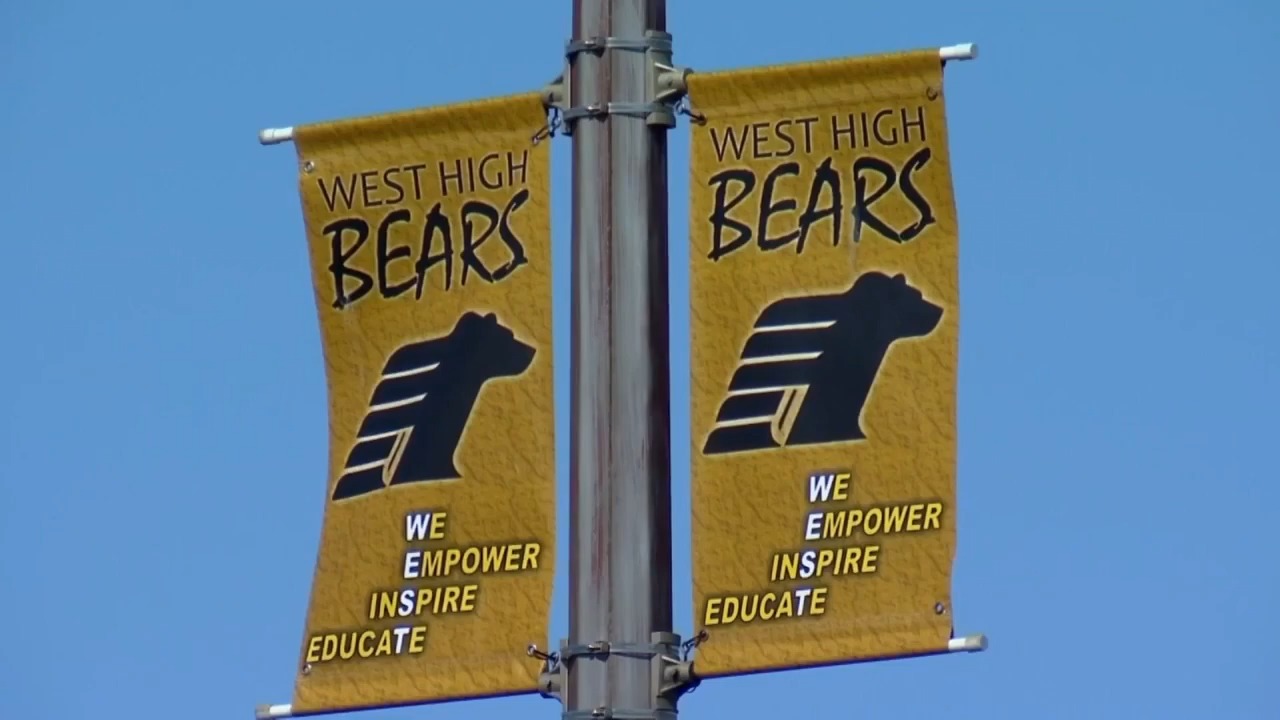 WEST HIGH
BEARS
WE
EMPOWER
INSPIRE
EDUCATE
WEST HIGH
BEARS
WE
EMPOWER
INSPIRE
EDUCATE